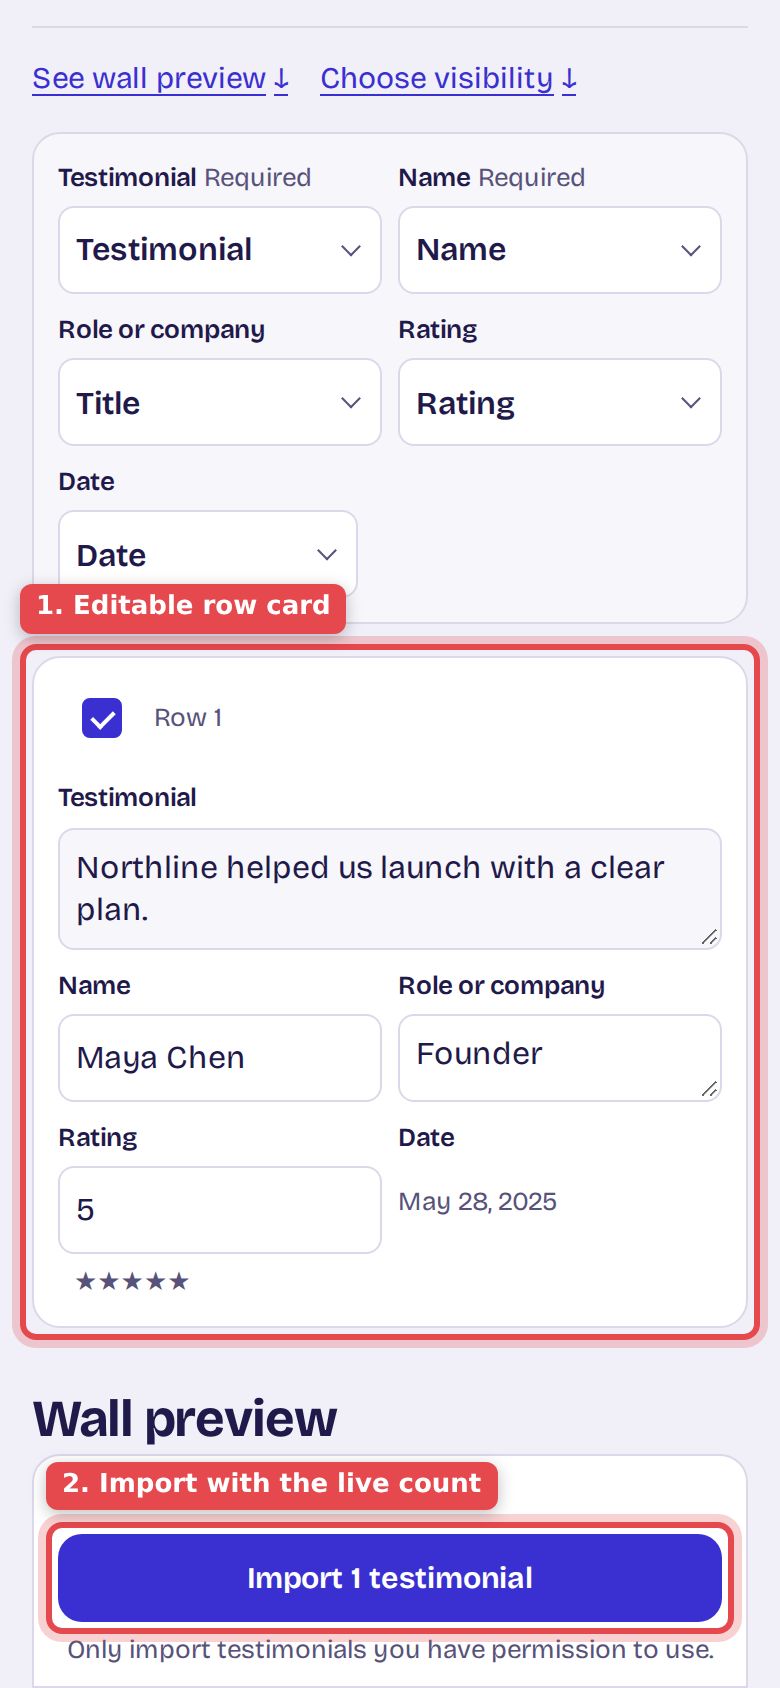 See wall preview ↓ Choose visibility ↓
Testimonial Required Name Required
Testimonial Name
Role or company Rating
Title Rating
Date
Date
1. Editable row card
Row 1
Testimonial
Northline helped us launch with a clear
plan.
Name Role or company
Maya Chen Founder
Rating Date
5 May 28, 2025
★★★★★
Wall preview
2. Import with the live count
Import 1 testimonial
Only import testimonials you have permission to use.